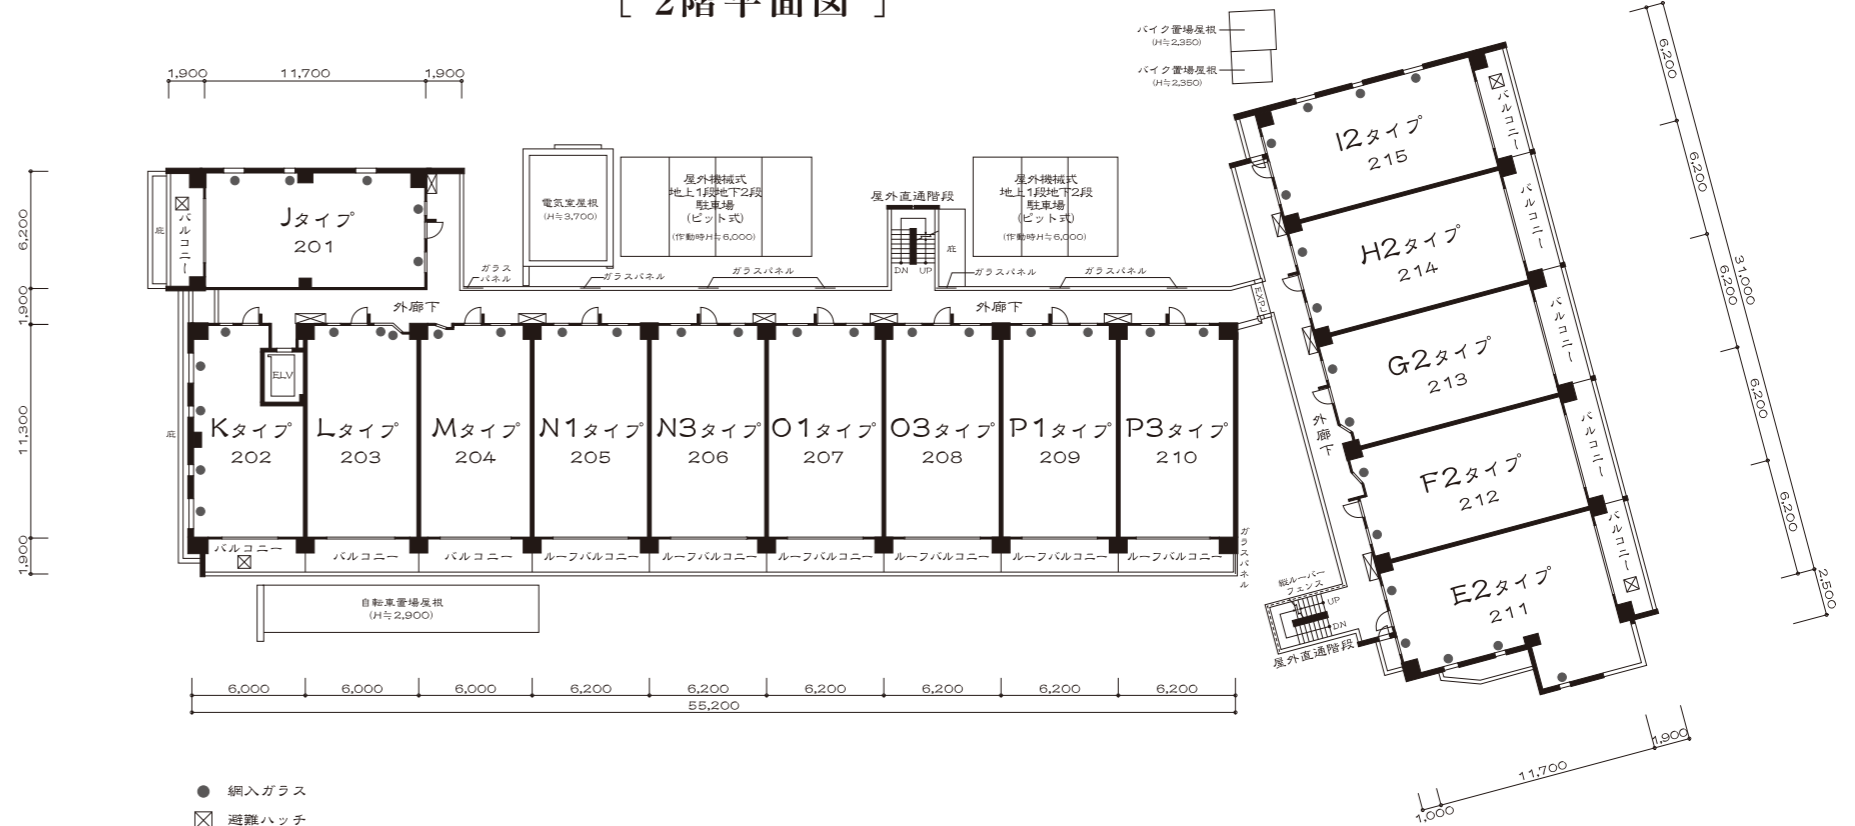 [ 2階平面図 ]
バイク置場屋根
(H≒2,350)
バイク置場屋根
(H≒2,350)
1,900
11,700
1,900
6,200
1,900
11,300
1,900
庇
バルコニー
Jタイプ
201
電気室屋根
(H≒3,700)
屋外機械式
地上1段地下2段
駐車場
(ピット式)
(作動時H≒6,000)
屋外直通階段
DN
UP
庇
屋外機械式
地上1段地下2段
駐車場
(ピット式)
(作動時H≒6,000)
ガラス
パネル
ガラスパネル
ガラスパネル
ガラスパネル
ガラスパネル
外廊下
外廊下
EXP.J
ELV
庇
Kタイプ
202
Lタイプ
203
Mタイプ
204
N1タイプ
205
N3タイプ
206
O1タイプ
207
O3タイプ
208
P1タイプ
209
P3タイプ
210
バルコニー
バルコニー
バルコニー
ルーフバルコニー
ルーフバルコニー
ルーフバルコニー
ルーフバルコニー
ルーフバルコニー
ルーフバルコニー
ガラスパネル
自転車置場屋根
(H≒2,900)
6,000
6,000
6,000
6,200
6,200
6,200
6,200
6,200
6,200
55,200
I2タイプ
215
バルコニー
H2タイプ
214
バルコニー
G2タイプ
213
バルコニー
F2タイプ
212
バルコニー
E2タイプ
211
バルコニー
外廊下
縦ルーバー
フェンス
UP
DN
屋外直通階段
6,200
6,200
6,200
31,000
6,200
6,200
2,500
1,900
11,700
1,000
網入ガラス
避難ハッチ